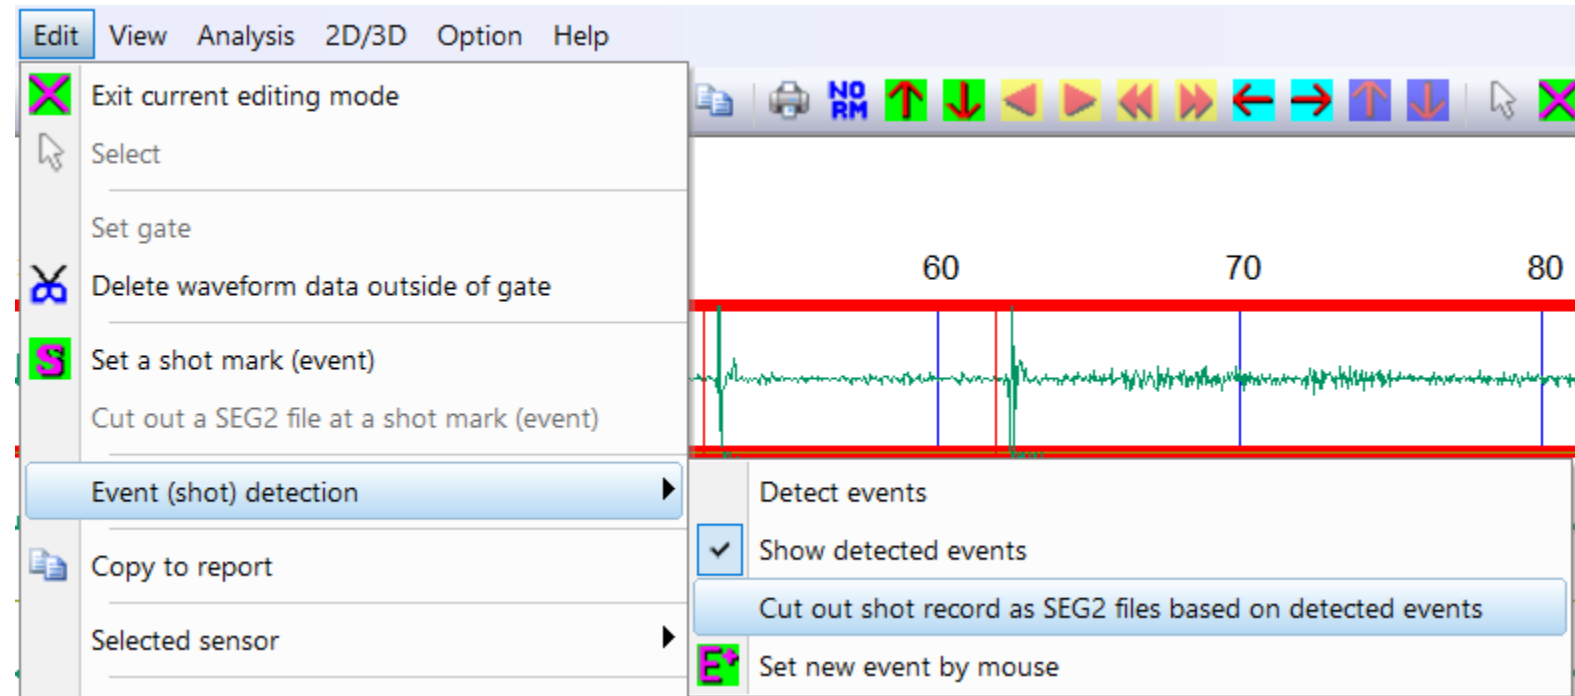 Edit View Analysis 2D/3D Option Help
Exit current editing mode
NO
RM
Select
Set gate
60 70 80
Delete waveform data outside of gate
S Set a shot mark (event)
Cut out a SEG2 file at a shot mark (event)
Event (shot) detection
Detect events
Copy to report
Show detected events
Cut out shot record as SEG2 files based on detected events
Selected sensor
E+ Set new event by mouse